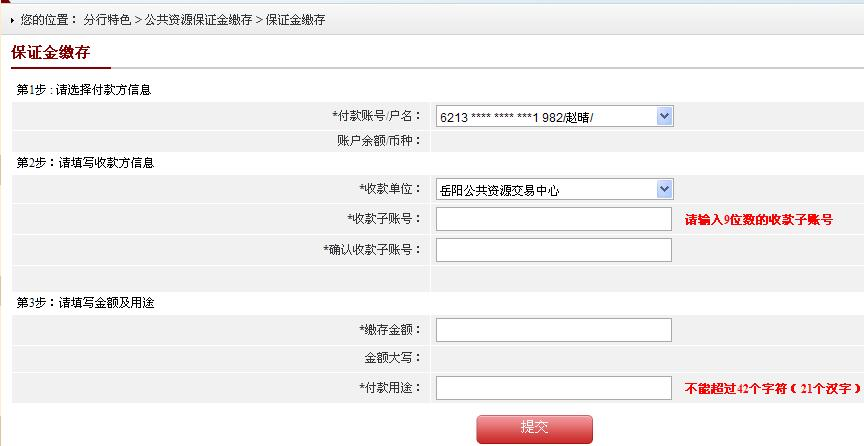 您的位置： 分行特色 > 公共资源保证金缴存 > 保证金缴存
保证金缴存
第1步 : 请选择付款方信息
*付款账号/户名： 6213 **** **** ***1 982/赵晴/
账户余额/币种：
第2步：请填写收款方信息
*收款单位： 岳阳公共资源交易中心
*收款子账号： 请输入9位数的收款子账号
*确认收款子账号：
第3步：请填写金额及用途
*缴存金额：
金额大写：
*付款用途： 不能超过42个字符（21个汉字）
提交